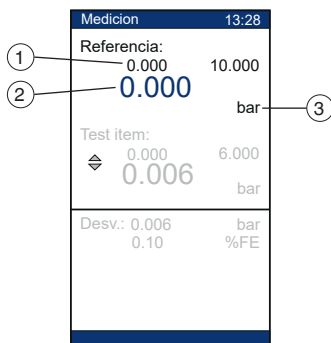 Medicion 13:28
Referencia:
1 0.000 10.000
2 0.000
bar 3
Test item:
0.000 6.000
0.006
bar
Desv.: 0.006 bar
0.10 %FE